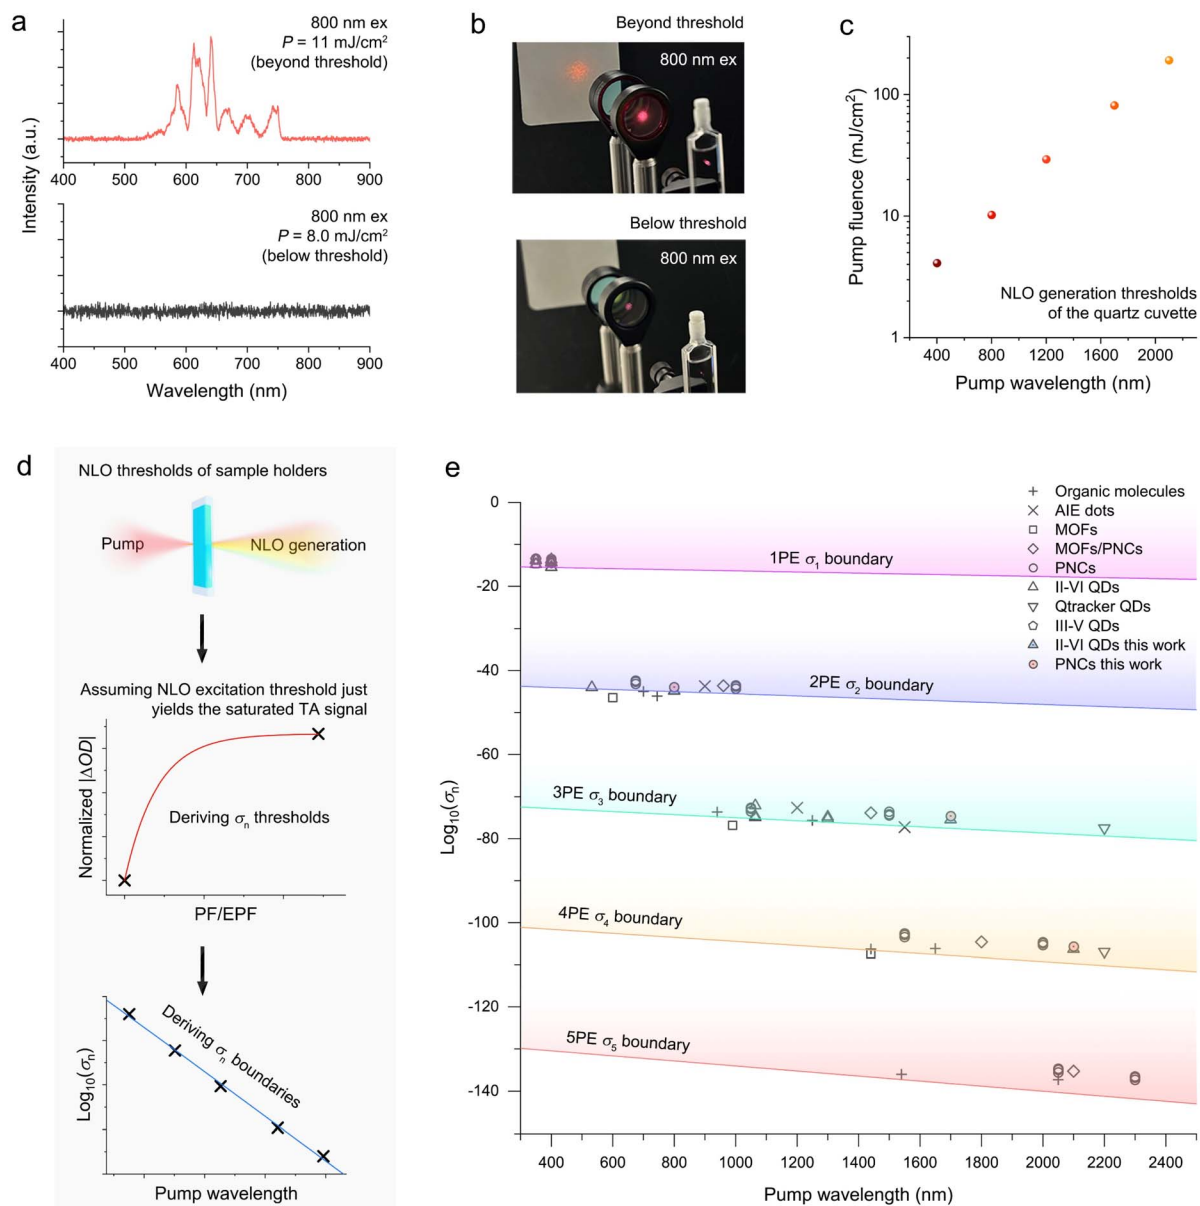 a
800 nm ex
P = 11 mJ/cm²
(beyond threshold)
400 500 600 700 800 900
800 nm ex
P = 8.0 mJ/cm²
(below threshold)
400 500 600 700 800 900
Intensity (a.u.)
Wavelength (nm)
b
Beyond threshold
800 nm ex
Below threshold
800 nm ex
c
Pump fluence (mJ/cm²)
100
10
1
NLO generation thresholds
of the quartz cuvette
400 800 1200 1600 2000
Pump wavelength (nm)
d
NLO thresholds of sample holders
Pump
NLO generation
Assuming NLO excitation threshold just
yields the saturated TA signal
Normalized |ΔOD|
Deriving σn thresholds
PF/EPF
Log₁₀(σn)
Deriving σn boundaries
Pump wavelength
e
Log₁₀(σn)
0
-20
-40
-60
-80
-100
-120
-140
Organic molecules
AIE dots
MOFs
MOFs/PNCs
PNCs
II-VI QDs
Qtracker QDs
III-V QDs
II-VI QDs this work
PNCs this work
1PE σ₁ boundary
2PE σ₂ boundary
3PE σ₃ boundary
4PE σ₄ boundary
5PE σ₅ boundary
400 600 800 1000 1200 1400 1600 1800 2000 2200 2400
Pump wavelength (nm)